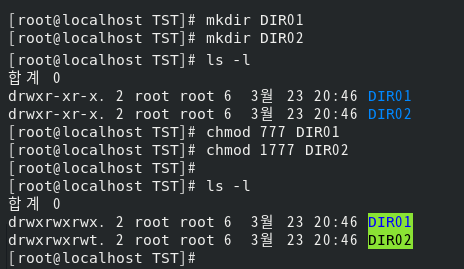 [root@localhost TST]# mkdir DIR01
[root@localhost TST]# mkdir DIR02
[root@localhost TST]# ls -l
합계 0
drwxr-xr-x. 2 root root 6  3월 23 20:46 DIR01
drwxr-xr-x. 2 root root 6  3월 23 20:46 DIR02
[root@localhost TST]# chmod 777 DIR01
[root@localhost TST]# chmod 1777 DIR02
[root@localhost TST]#
[root@localhost TST]# ls -l
합계 0
drwxrwxrwx. 2 root root 6  3월 23 20:46 DIR01
drwxrwxrwt. 2 root root 6  3월 23 20:46 DIR02
[root@localhost TST]#